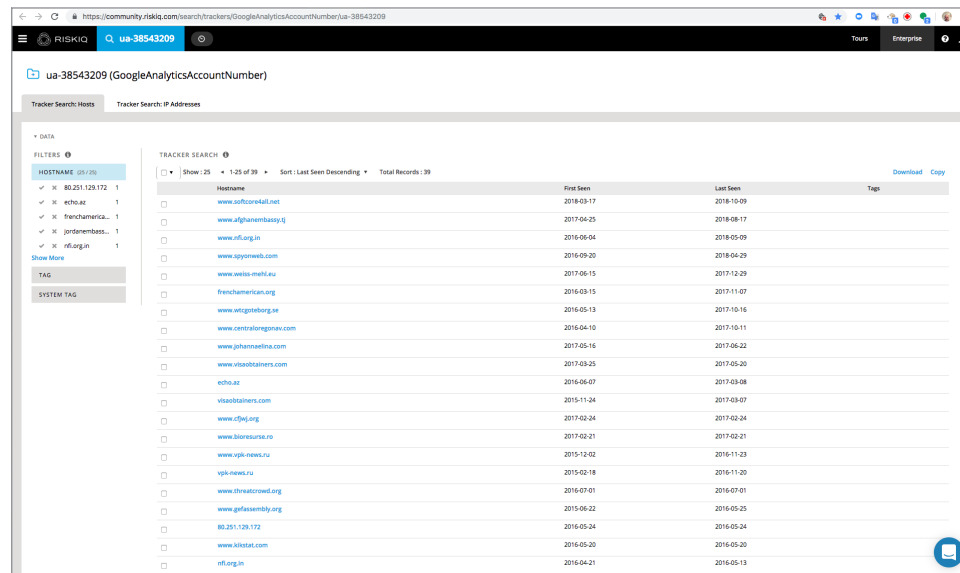 https://community.riskiq.com/search/trackers/GoogleAnalyticsAccountNumber/ua-38543209
RISKIQ ua-38543209 Tours Enterprise
ua-38543209 (GoogleAnalyticsAccountNumber)
Tracker Search: Hosts Tracker Search: IP Addresses
DATA
FILTERS TRACKER SEARCH
HOSTNAME (25 / 25) Show : 25 1-25 of 39 Sort : Last Seen Descending Total Records : 39 Download Copy
80.251.129.172 1
echo.az 1
frenchamerica... 1
jordanembass... 1
nfi.org.in 1
Show More
TAG
SYSTEM TAG
Hostname First Seen Last Seen Tags
www.softcore4all.net 2018-03-17 2018-10-09
www.afghanembassy.tj 2017-04-25 2018-08-17
www.nfi.org.in 2016-06-04 2018-05-09
www.spyonweb.com 2016-09-20 2018-04-29
www.weiss-mehl.eu 2017-06-15 2017-12-29
frenchamerican.org 2016-03-15 2017-11-07
www.wtcgoteborg.se 2016-05-13 2017-10-16
www.centraloregonav.com 2016-04-10 2017-10-11
www.johannaelina.com 2017-05-16 2017-06-22
www.visaobtainers.com 2017-03-25 2017-05-20
echo.az 2016-06-07 2017-03-08
visaobtainers.com 2015-11-24 2017-03-07
www.cfjwj.org 2017-02-24 2017-02-24
www.bioresurse.ro 2017-02-21 2017-02-21
www.vpk-news.ru 2015-12-02 2016-11-23
vpk-news.ru 2015-02-18 2016-11-20
www.threatcrowd.org 2016-07-01 2016-07-01
www.gefassembly.org 2015-06-22 2016-05-25
80.251.129.172 2016-05-24 2016-05-24
www.kikstat.com 2016-05-20 2016-05-20
nfi.org.in 2016-04-21 2016-05-13